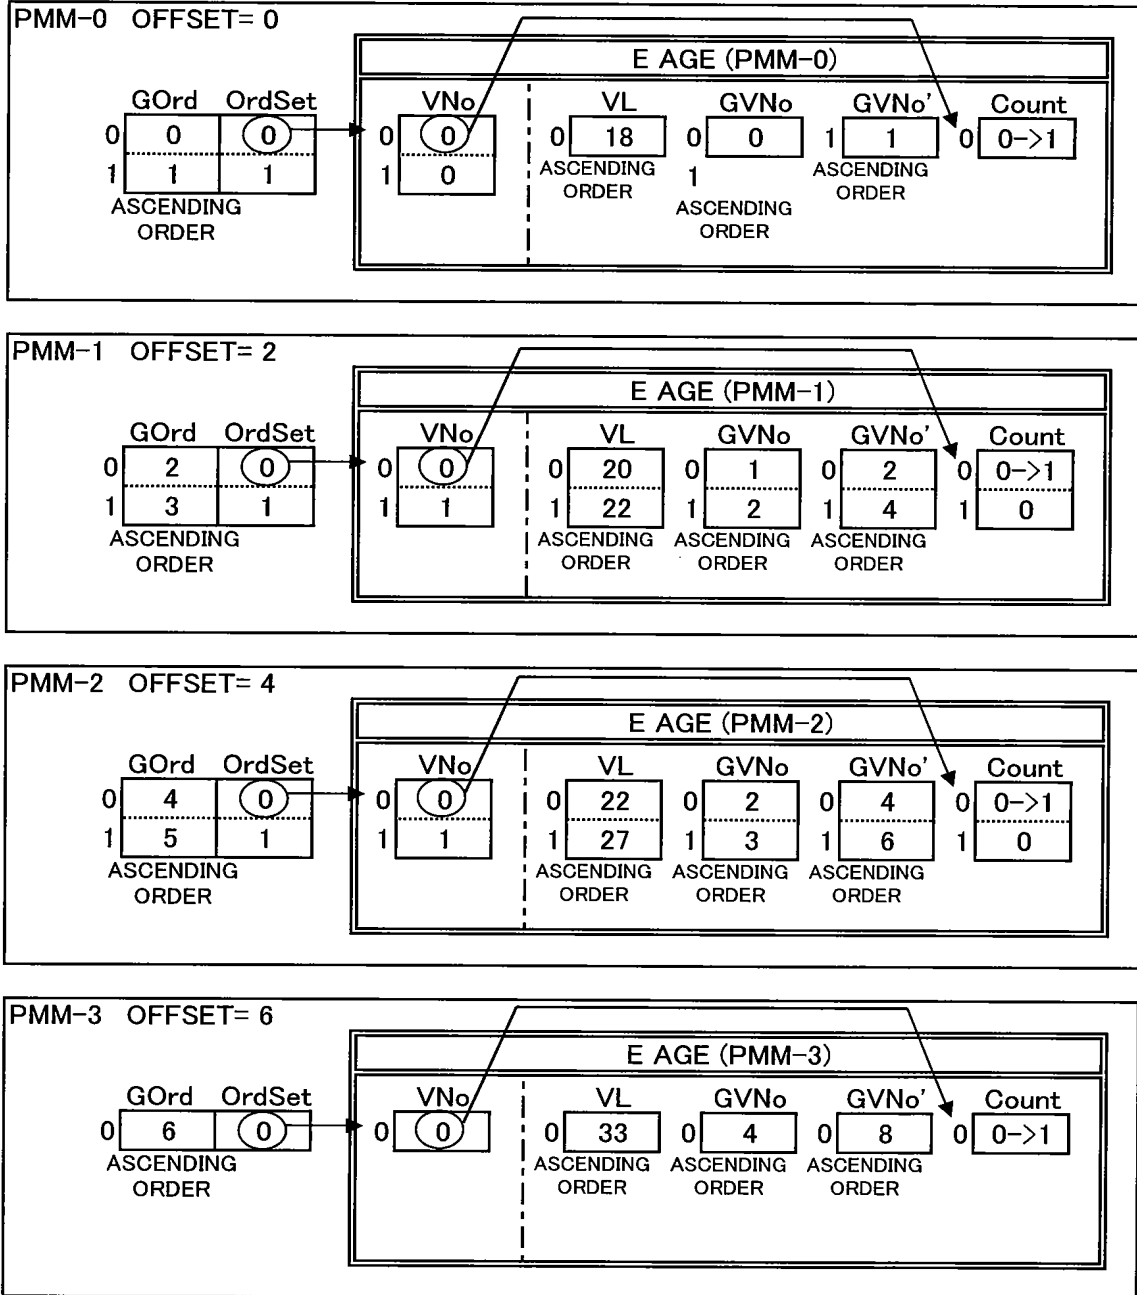 PMM-0 OFFSET= 0
E AGE (PMM-0)
GOrd OrdSet VNo VL GVNo GVNo' Count
0 0 0 0 0 0 18 0 0 1 1 0 0->1
1 1 1 1 0 ASCENDING 1 ASCENDING
ASCENDING ORDER ASCENDING ORDER
ORDER ORDER
PMM-1 OFFSET= 2
E AGE (PMM-1)
GOrd OrdSet VNo VL GVNo GVNo' Count
0 2 0 0 0 0 20 0 1 0 2 0 0->1
1 3 1 1 1 1 22 1 2 1 4 1 0
ASCENDING ASCENDING ASCENDING ASCENDING
ORDER ORDER ORDER ORDER
PMM-2 OFFSET= 4
E AGE (PMM-2)
GOrd OrdSet VNo VL GVNo GVNo' Count
0 4 0 0 0 0 22 0 2 0 4 0 0->1
1 5 1 1 1 1 27 1 3 1 6 1 0
ASCENDING ASCENDING ASCENDING ASCENDING
ORDER ORDER ORDER ORDER
PMM-3 OFFSET= 6
E AGE (PMM-3)
GOrd OrdSet VNo VL GVNo GVNo' Count
0 6 0 0 0 0 33 0 4 0 8 0 0->1
ASCENDING ASCENDING ASCENDING ASCENDING
ORDER ORDER ORDER ORDER